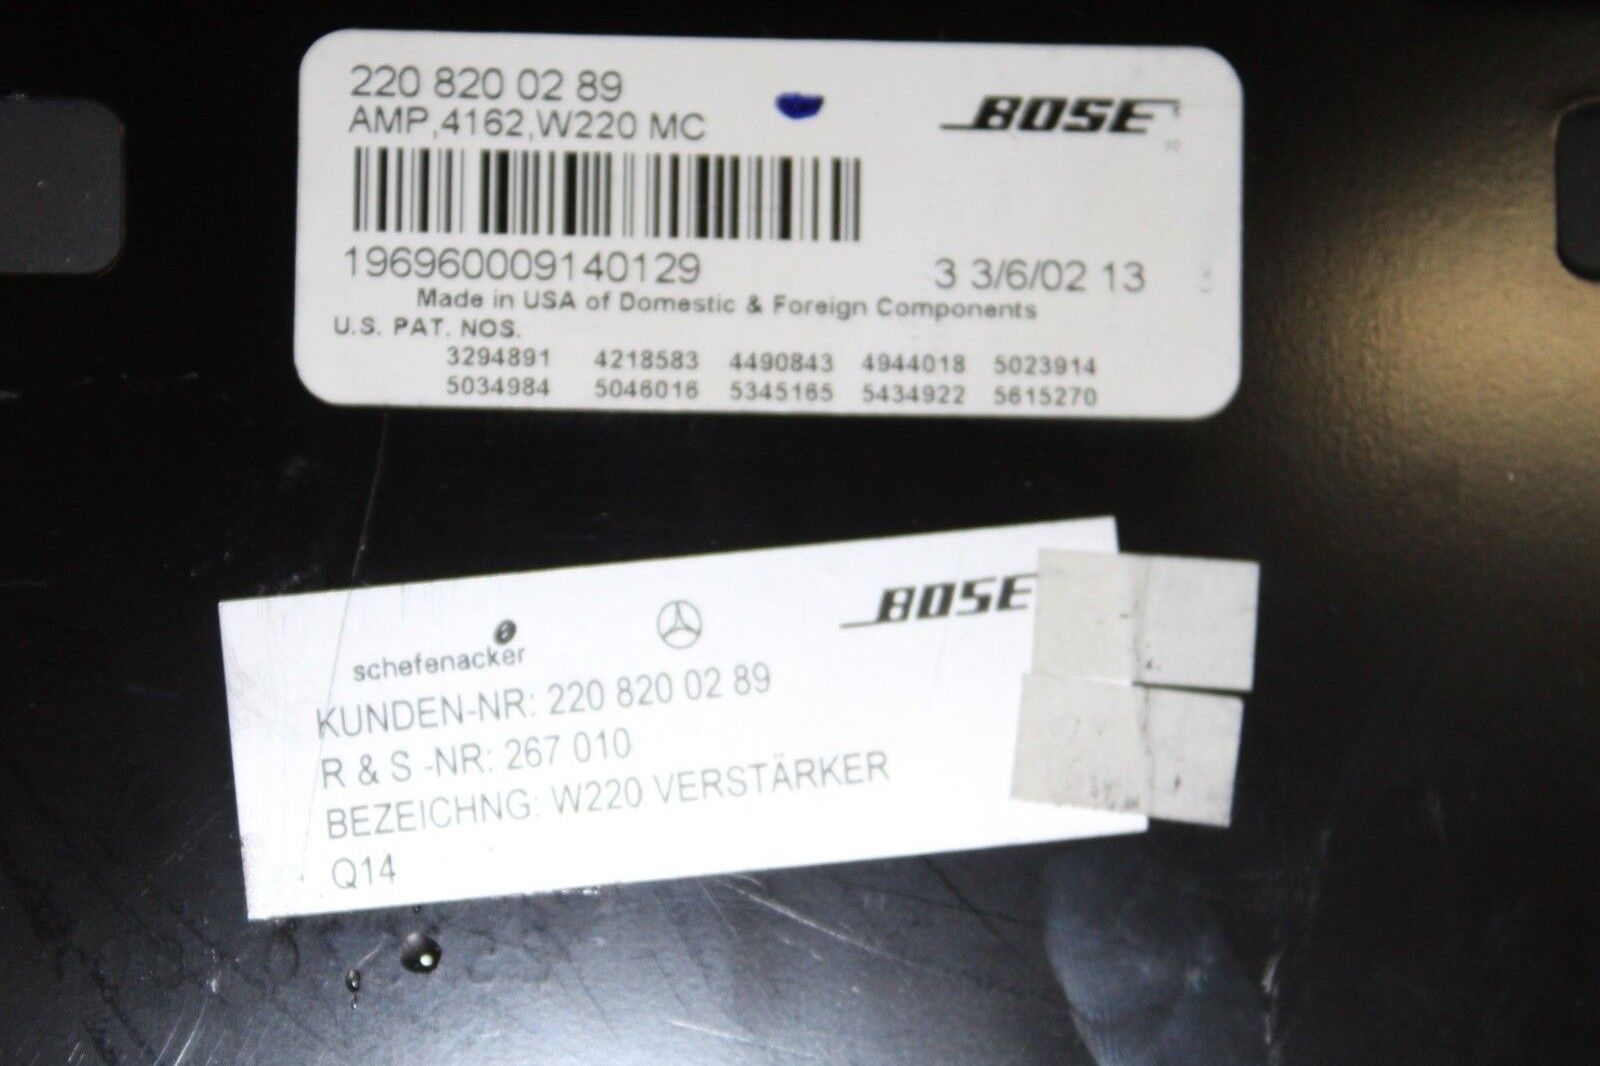 220 820 02 89
AMP,4162,W220 MC
BOSE
196960009140129
3 3/6/02 13
Made in USA of Domestic & Foreign Components
U.S. PAT. NOS.
3294891 4218583 4490843 4944018 5023914
5034984 5046016 5345165 5434922 5615270
schefenacker
BOSE
KUNDEN-NR: 220 820 02 89
R & S -NR: 267 010
BEZEICHNG: W220 VERSTÄRKER
Q14